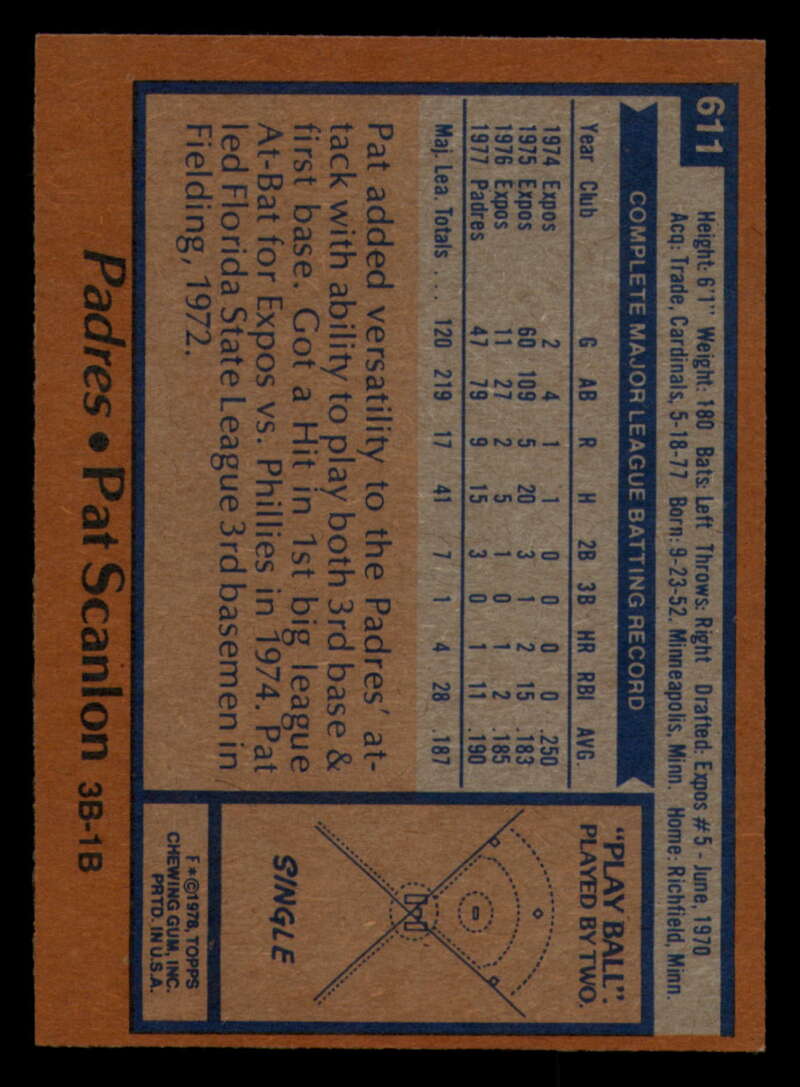 611
Height: 6'1" Weight: 180 Bats: Left Throws: Right Drafted: Expos #5 - June, 1970
Acq: Trade, Cardinals, 5-18-77 Born: 9-23-52, Minneapolis, Minn. Home: Richfield, Minn.
COMPLETE MAJOR LEAGUE BATTING RECORD
Year Club G AB R H 2B 3B HR RBI AVG.
1974 Expos 2 4 1 1 0 0 0 0 .250
1975 Expos 60 109 5 20 3 1 2 15 .183
1976 Expos 11 27 2 5 1 0 1 2 .185
1977 Padres 47 79 9 15 3 0 1 11 .190
Maj. Lea. Totals ... 120 219 17 41 7 1 4 28 .187
Pat added versatility to the Padres' at-
tack with ability to play both 3rd base &
first base. Got a Hit in 1st big league
At-Bat for Expos vs. Phillies in 1974. Pat
led Florida State League 3rd basemen in
Fielding, 1972.
"PLAY BALL":
PLAYED BY TWO.
SINGLE
F*©1978, TOPPS
CHEWING GUM, INC.
PRTD. IN U.S.A.
Padres • Pat Scanlon 3B-1B